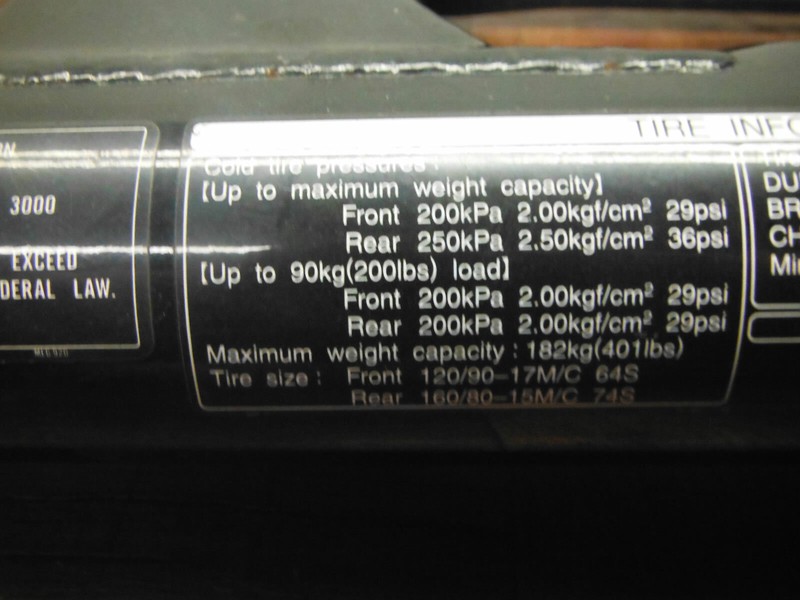 3000
EXCEED
DERAL LAW.
TIRE INFO
Cold tire pressures:
【Up to maximum weight capacity】
Front 200kPa 2.00kgf/cm² 29psi
Rear 250kPa 2.50kgf/cm² 36psi
【Up to 90kg(200lbs) load】
Front 200kPa 2.00kgf/cm² 29psi
Rear 200kPa 2.00kgf/cm² 29psi
Maximum weight capacity: 182kg(401lbs)
Tire size: Front 120/90-17M/C 64S
Rear 160/80-15M/C 74S
DU
BR
CH
Mi